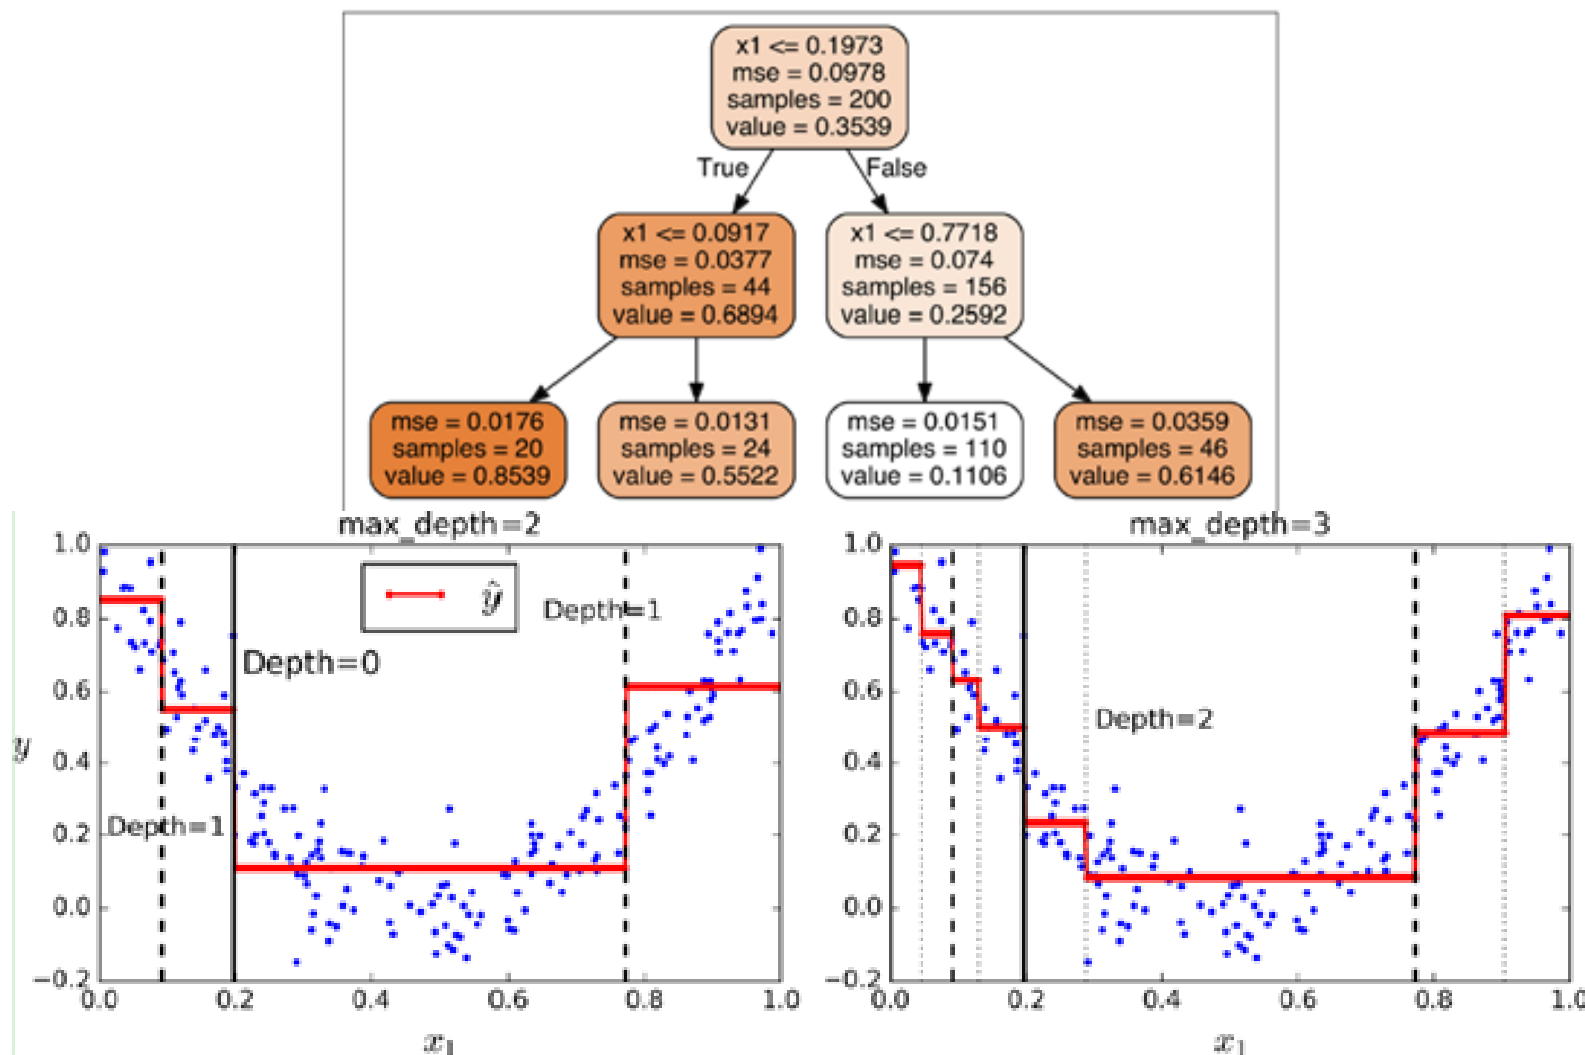 x1 <= 0.1973
mse = 0.0978
samples = 200
value = 0.3539
True
False
x1 <= 0.0917
mse = 0.0377
samples = 44
value = 0.6894
x1 <= 0.7718
mse = 0.074
samples = 156
value = 0.2592
mse = 0.0176
samples = 20
value = 0.8539
mse = 0.0131
samples = 24
value = 0.5522
mse = 0.0151
samples = 110
value = 0.1106
mse = 0.0359
samples = 46
value = 0.6146
max_depth=2
1.0
0.8
0.6
0.4
0.2
0.0
−0.2
y
ŷ
Depth=1
Depth=0
Depth=1
0.0 0.2 0.4 0.6 0.8 1.0
x1
max_depth=3
1.0
0.8
0.6
0.4
0.2
0.0
−0.2
Depth=2
0.0 0.2 0.4 0.6 0.8 1.0
x1